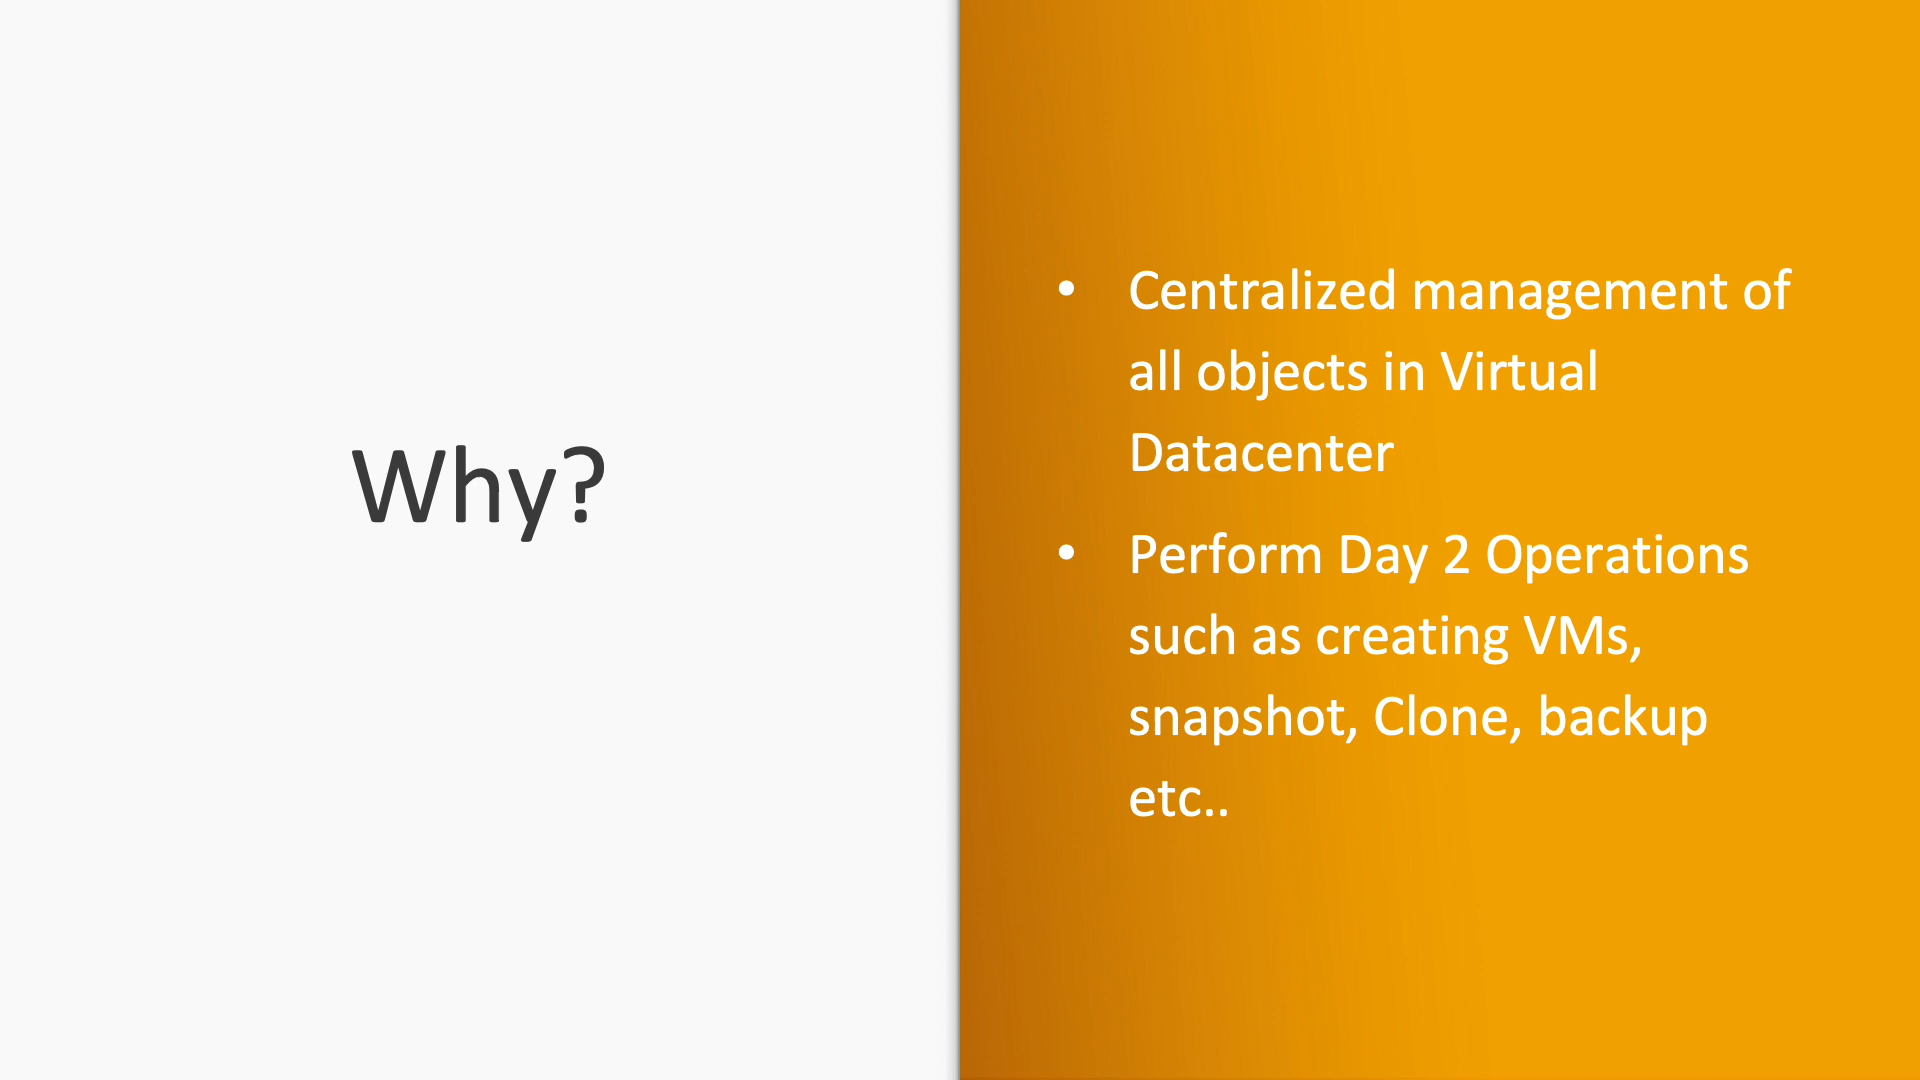 Why?
• Centralized management of
all objects in Virtual
Datacenter
• Perform Day 2 Operations
such as creating VMs,
snapshot, Clone, backup
etc..